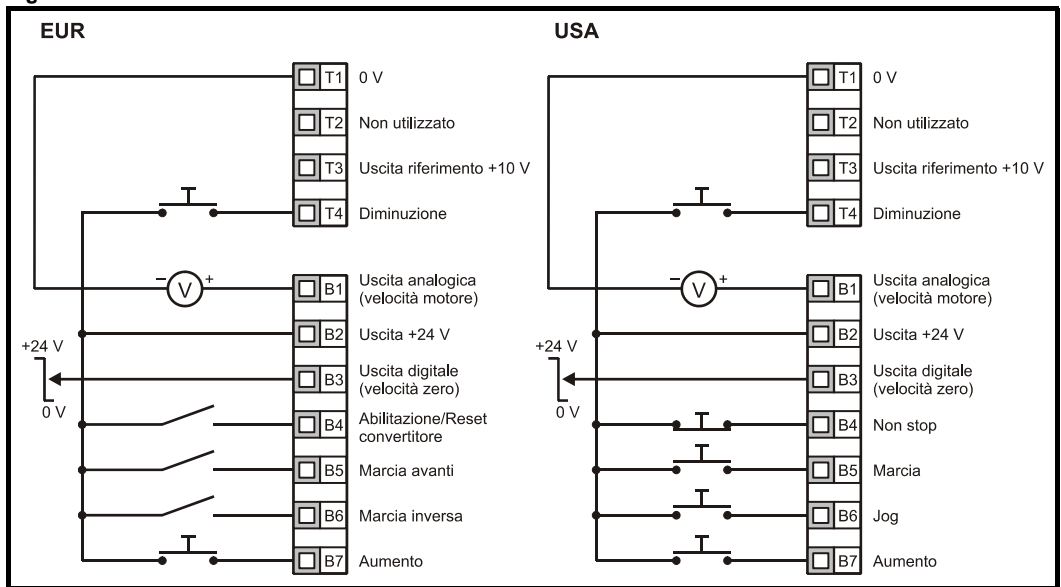 EUR
T1 0 V
T2 Non utilizzato
T3 Uscita riferimento +10 V
T4 Diminuzione
− V +
B1 Uscita analogica
(velocità motore)
B2 Uscita +24 V
+24 V
0 V
B3 Uscita digitale
(velocità zero)
B4 Abilitazione/Reset
convertitore
B5 Marcia avanti
B6 Marcia inversa
B7 Aumento
USA
T1 0 V
T2 Non utilizzato
T3 Uscita riferimento +10 V
T4 Diminuzione
− V +
B1 Uscita analogica
(velocità motore)
B2 Uscita +24 V
+24 V
0 V
B3 Uscita digitale
(velocità zero)
B4 Non stop
B5 Marcia
B6 Jog
B7 Aumento